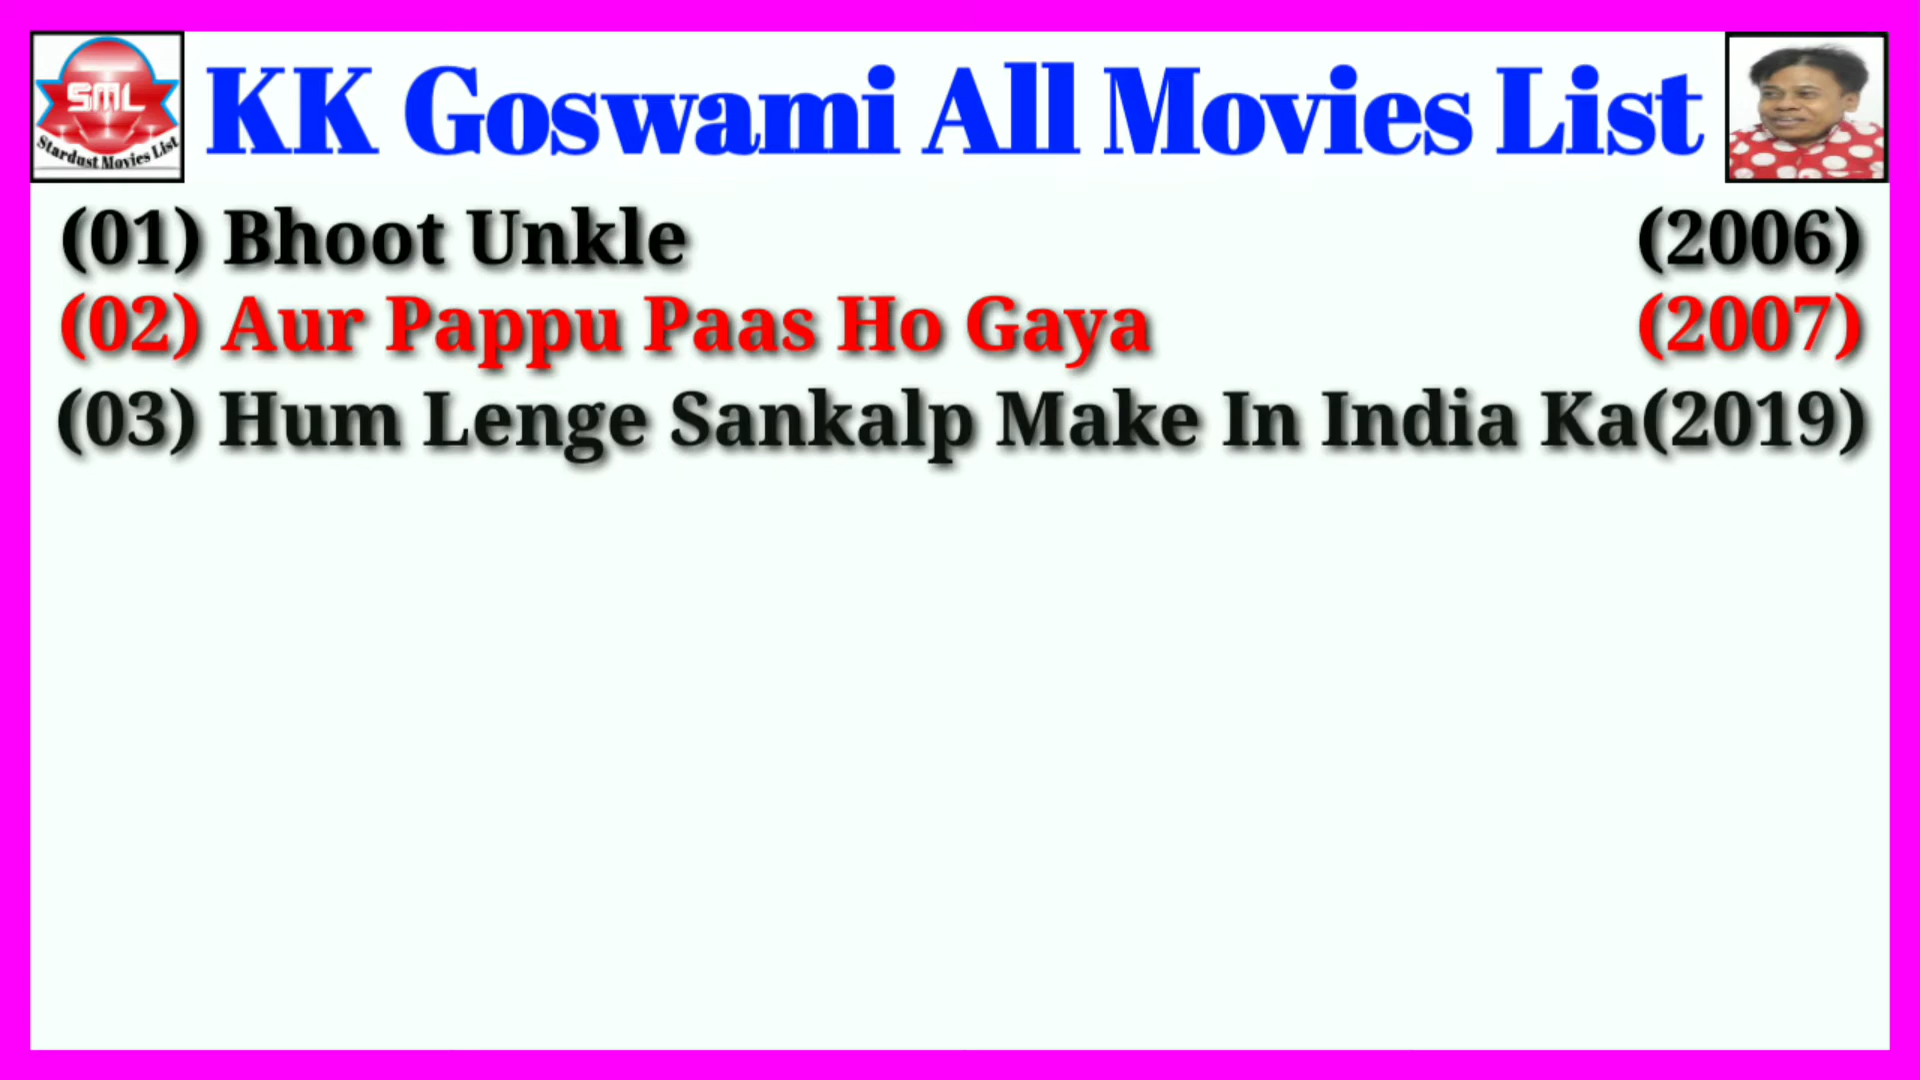 SML
Stardust Movies List
KK Goswami All Movies List
(01) Bhoot Unkle (2006)
(02) Aur Pappu Paas Ho Gaya (2007)
(03) Hum Lenge Sankalp Make In India Ka(2019)